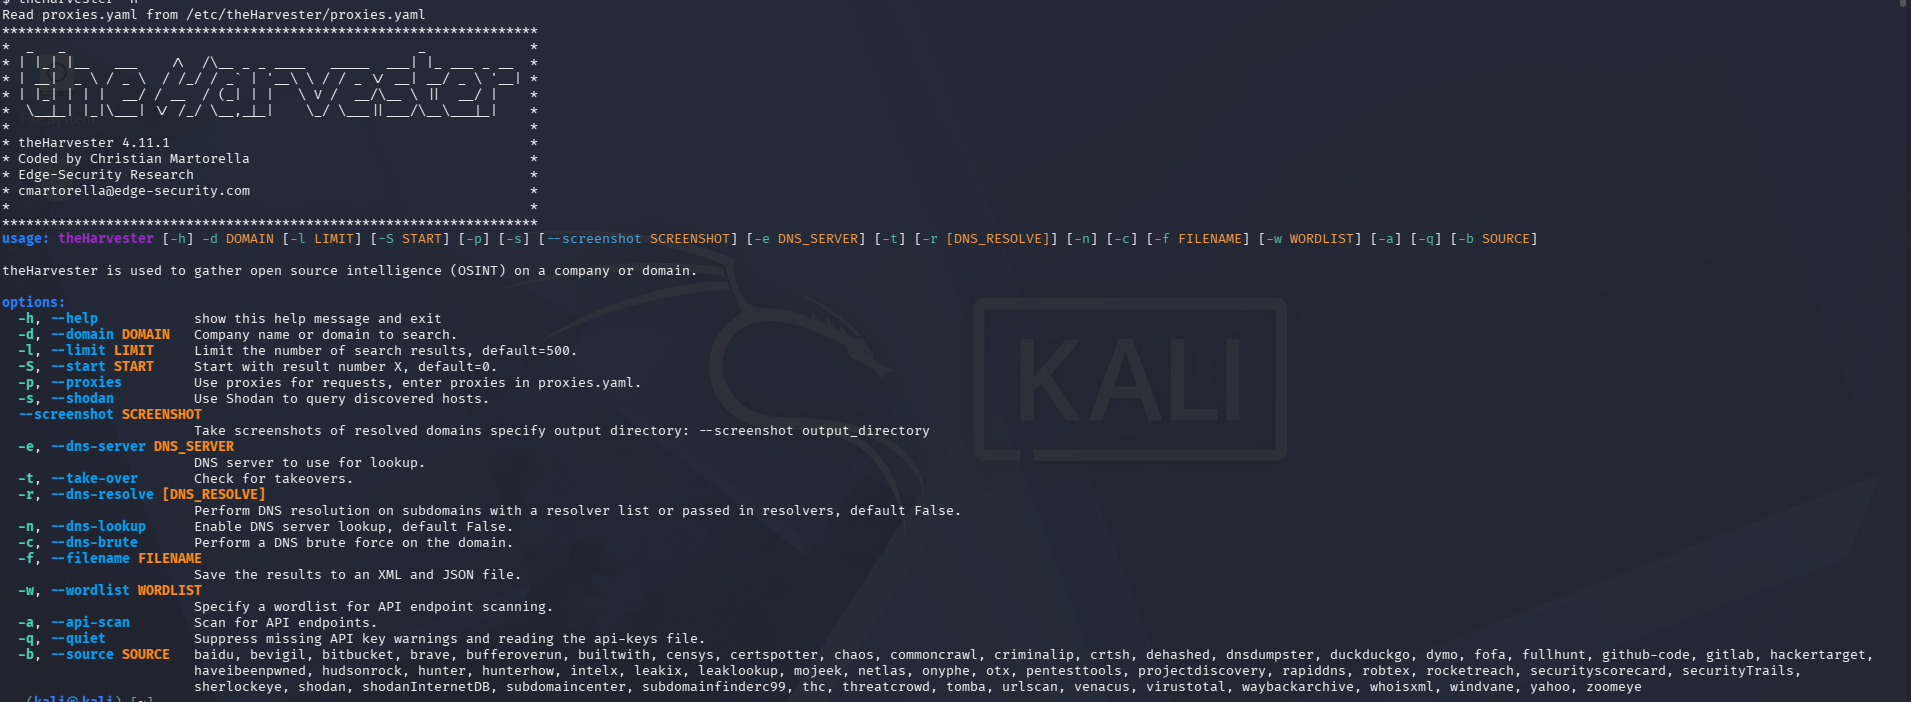 $ theHarvester -h
Read proxies.yaml from /etc/theHarvester/proxies.yaml
*******************************************************************
* theHarvester *
* *
* theHarvester 4.11.1 *
* Coded by Christian Martorella *
* Edge-Security Research *
* cmartorella@edge-security.com *
* *
*******************************************************************
usage: theHarvester [-h] -d DOMAIN [-l LIMIT] [-S START] [-p] [-s] [--screenshot SCREENSHOT] [-e DNS_SERVER] [-t] [-r [DNS_RESOLVE]] [-n] [-c] [-f FILENAME] [-w WORDLIST] [-a] [-q] [-b SOURCE]
theHarvester is used to gather open source intelligence (OSINT) on a company or domain.
options:
-h, --help show this help message and exit
-d, --domain DOMAIN Company name or domain to search.
-l, --limit LIMIT Limit the number of search results, default=500.
-S, --start START Start with result number X, default=0.
-p, --proxies Use proxies for requests, enter proxies in proxies.yaml.
-s, --shodan Use Shodan to query discovered hosts.
--screenshot SCREENSHOT
Take screenshots of resolved domains specify output directory: --screenshot output_directory
-e, --dns-server DNS_SERVER
DNS server to use for lookup.
-t, --take-over Check for takeovers.
-r, --dns-resolve [DNS_RESOLVE]
Perform DNS resolution on subdomains with a resolver list or passed in resolvers, default False.
-n, --dns-lookup Enable DNS server lookup, default False.
-c, --dns-brute Perform a DNS brute force on the domain.
-f, --filename FILENAME
Save the results to an XML and JSON file.
-w, --wordlist WORDLIST
Specify a wordlist for API endpoint scanning.
-a, --api-scan Scan for API endpoints.
-q, --quiet Suppress missing API key warnings and reading the api-keys file.
-b, --source SOURCE baidu, bevigil, bitbucket, brave, bufferoverun, builtwith, censys, certspotter, chaos, commoncrawl, criminalip, crtsh, dehashed, dnsdumpster, duckduckgo, dymo, fofa, fullhunt, github-code, gitlab, hackertarget,
haveibeenpwned, hudsonrock, hunter, hunterhow, intelx, leakix, leaklookup, mojeek, netlas, onyphe, otx, pentesttools, projectdiscovery, rapiddns, robtex, rocketreach, securityscorecard, securityTrails,
sherlockeye, shodan, shodanInternetDB, subdomaincenter, subdomainfinderc99, thc, threatcrowd, tomba, urlscan, venacus, virustotal, waybackarchive, whoisxml, windvane, yahoo, zoomeye
(kali@kali) [~]
KALI